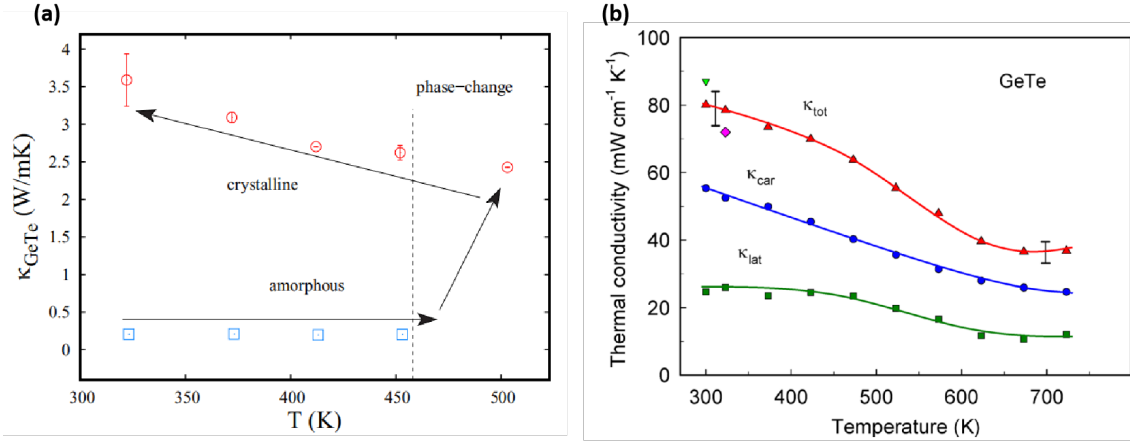 (a)
4
3.5
3
2.5
2
1.5
1
0.5
0
κGeTe (W/mK)
phase−change
crystalline
amorphous
300 350 400 450 500
T (K)
(b)
100
80
60
40
20
0
Thermal conductivity (mW cm⁻¹ K⁻¹)
GeTe
κtot
κcar
κlat
300 400 500 600 700
Temperature (K)